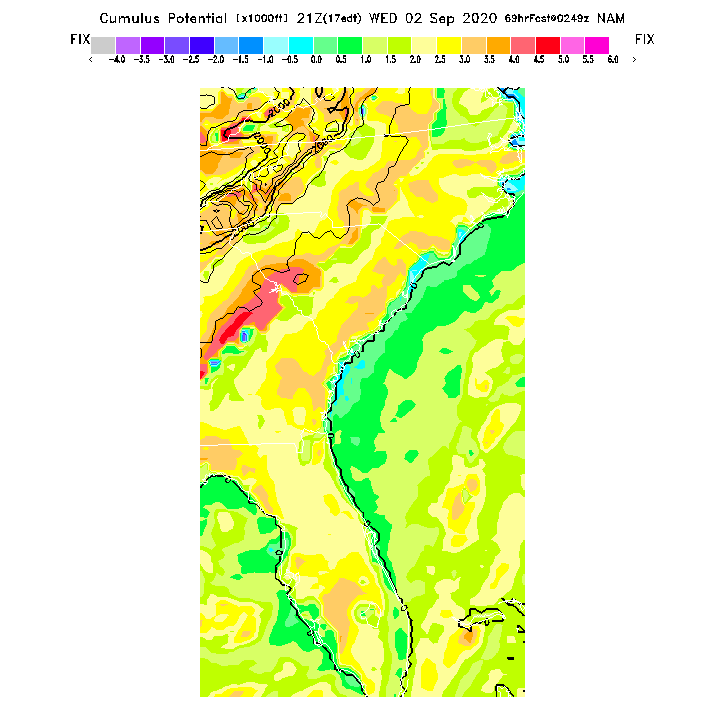 Cumulus Potential [x1000ft] 21Z(17edt) WED 02 Sep 2020 69hrFcst@0249z NAM
FIX FIX
< -4.0 -3.5 -3.0 -2.5 -2.0 -1.5 -1.0 -0.5 0.0 0.5 1.0 1.5 2.0 2.5 3.0 3.5 4.0 4.5 5.0 5.5 6.0 >
2000
2000